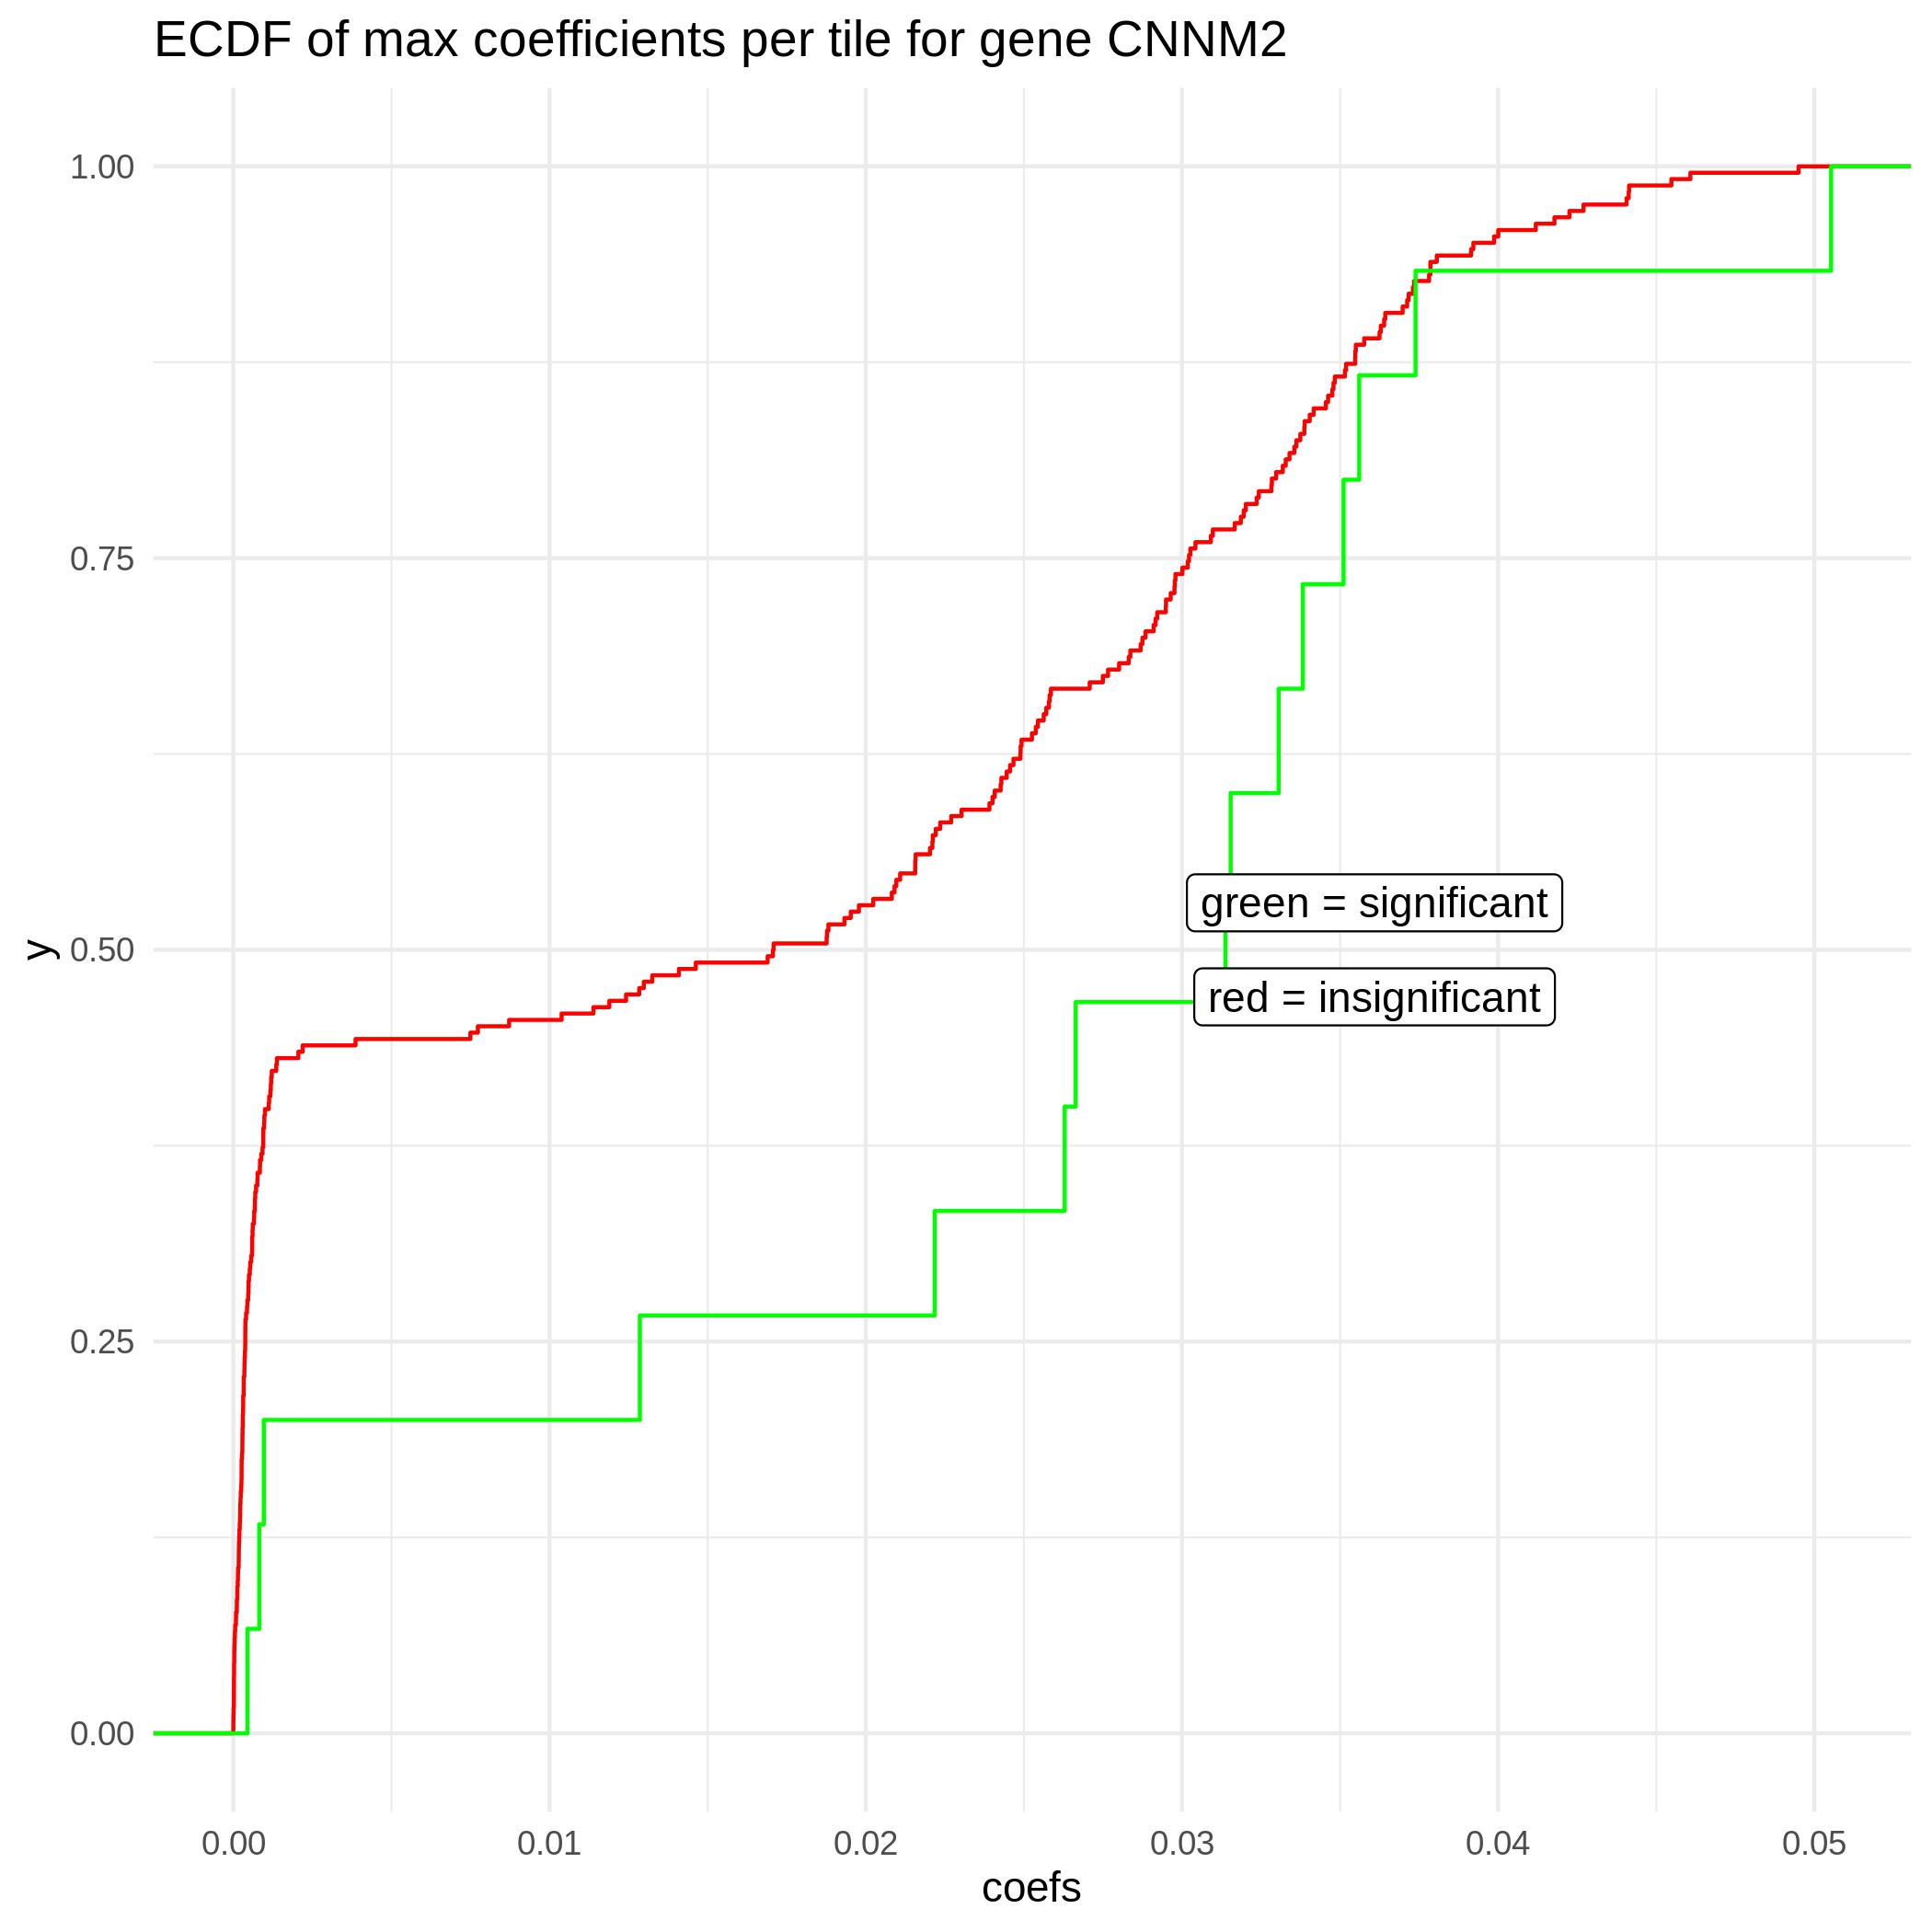 ECDF of max coefficients per tile for gene CNNM2
1.00
0.75
0.50
0.25
0.00
y
green = significant
red = insignificant
0.00 0.01 0.02 0.03 0.04 0.05
coefs